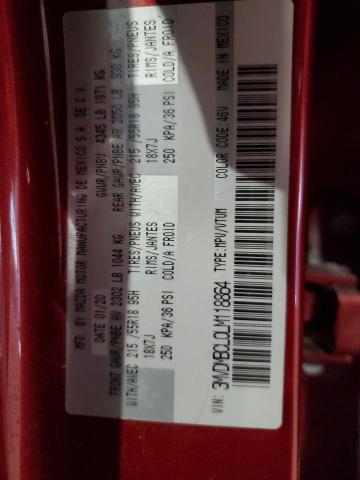 MFD. BY MAZDA MOTOR MANUFACTURING DE MEXICO S.A. DE C.V.
DATE 01/20 GVWR/PNBV 4345 LB 1971 KG
FRONT GAWR/PNBE AV 2302 LB 1044 KG REAR GAWR/PNBE AR 2050 LB 930 KG
WITH/AVEC 215 /55R18 95H TIRES/PNEUS WITH/AVEC 215 /55R18 95H TIRES/PNEUS
18X7J RIMS/JANTES 18X7J RIMS/JANTES
250 KPA/36 PSI COLD/A FROID 250 KPA/36 PSI COLD/A FROID
TYPE:MPV/VTUM COLOR CODE :46V MADE IN MEXICO
VIN: